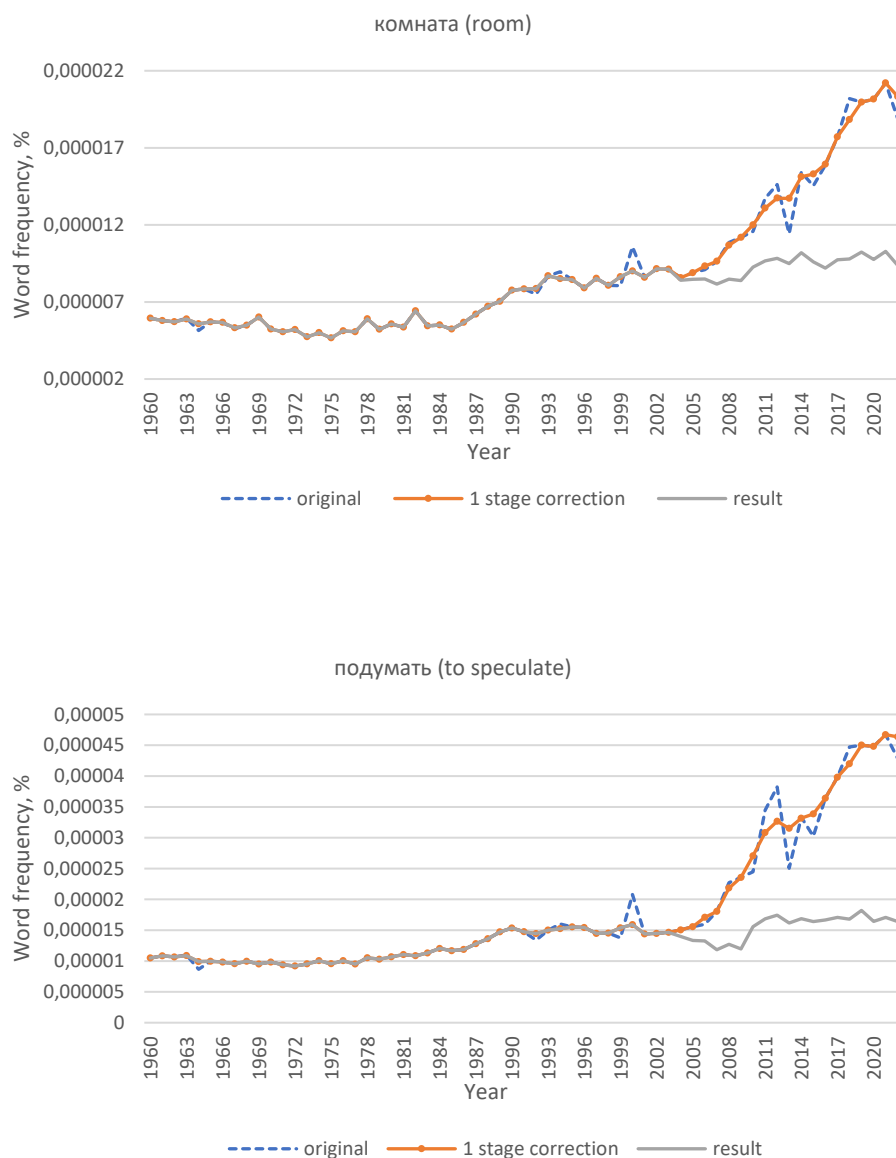 комната (room)
0,000022
0,000017
0,000012
0,000007
0,000002
Word frequency, %
1960 1963 1966 1969 1972 1975 1978 1981 1984 1987 1990 1993 1996 1999 2002 2005 2008 2011 2014 2017 2020
Year
original 1 stage correction result
подумать (to speculate)
0,00005
0,000045
0,00004
0,000035
0,00003
0,000025
0,00002
0,000015
0,00001
0,000005
0
Word frequency, %
1960 1963 1966 1969 1972 1975 1978 1981 1984 1987 1990 1993 1996 1999 2002 2005 2008 2011 2014 2017 2020
Year
original 1 stage correction result